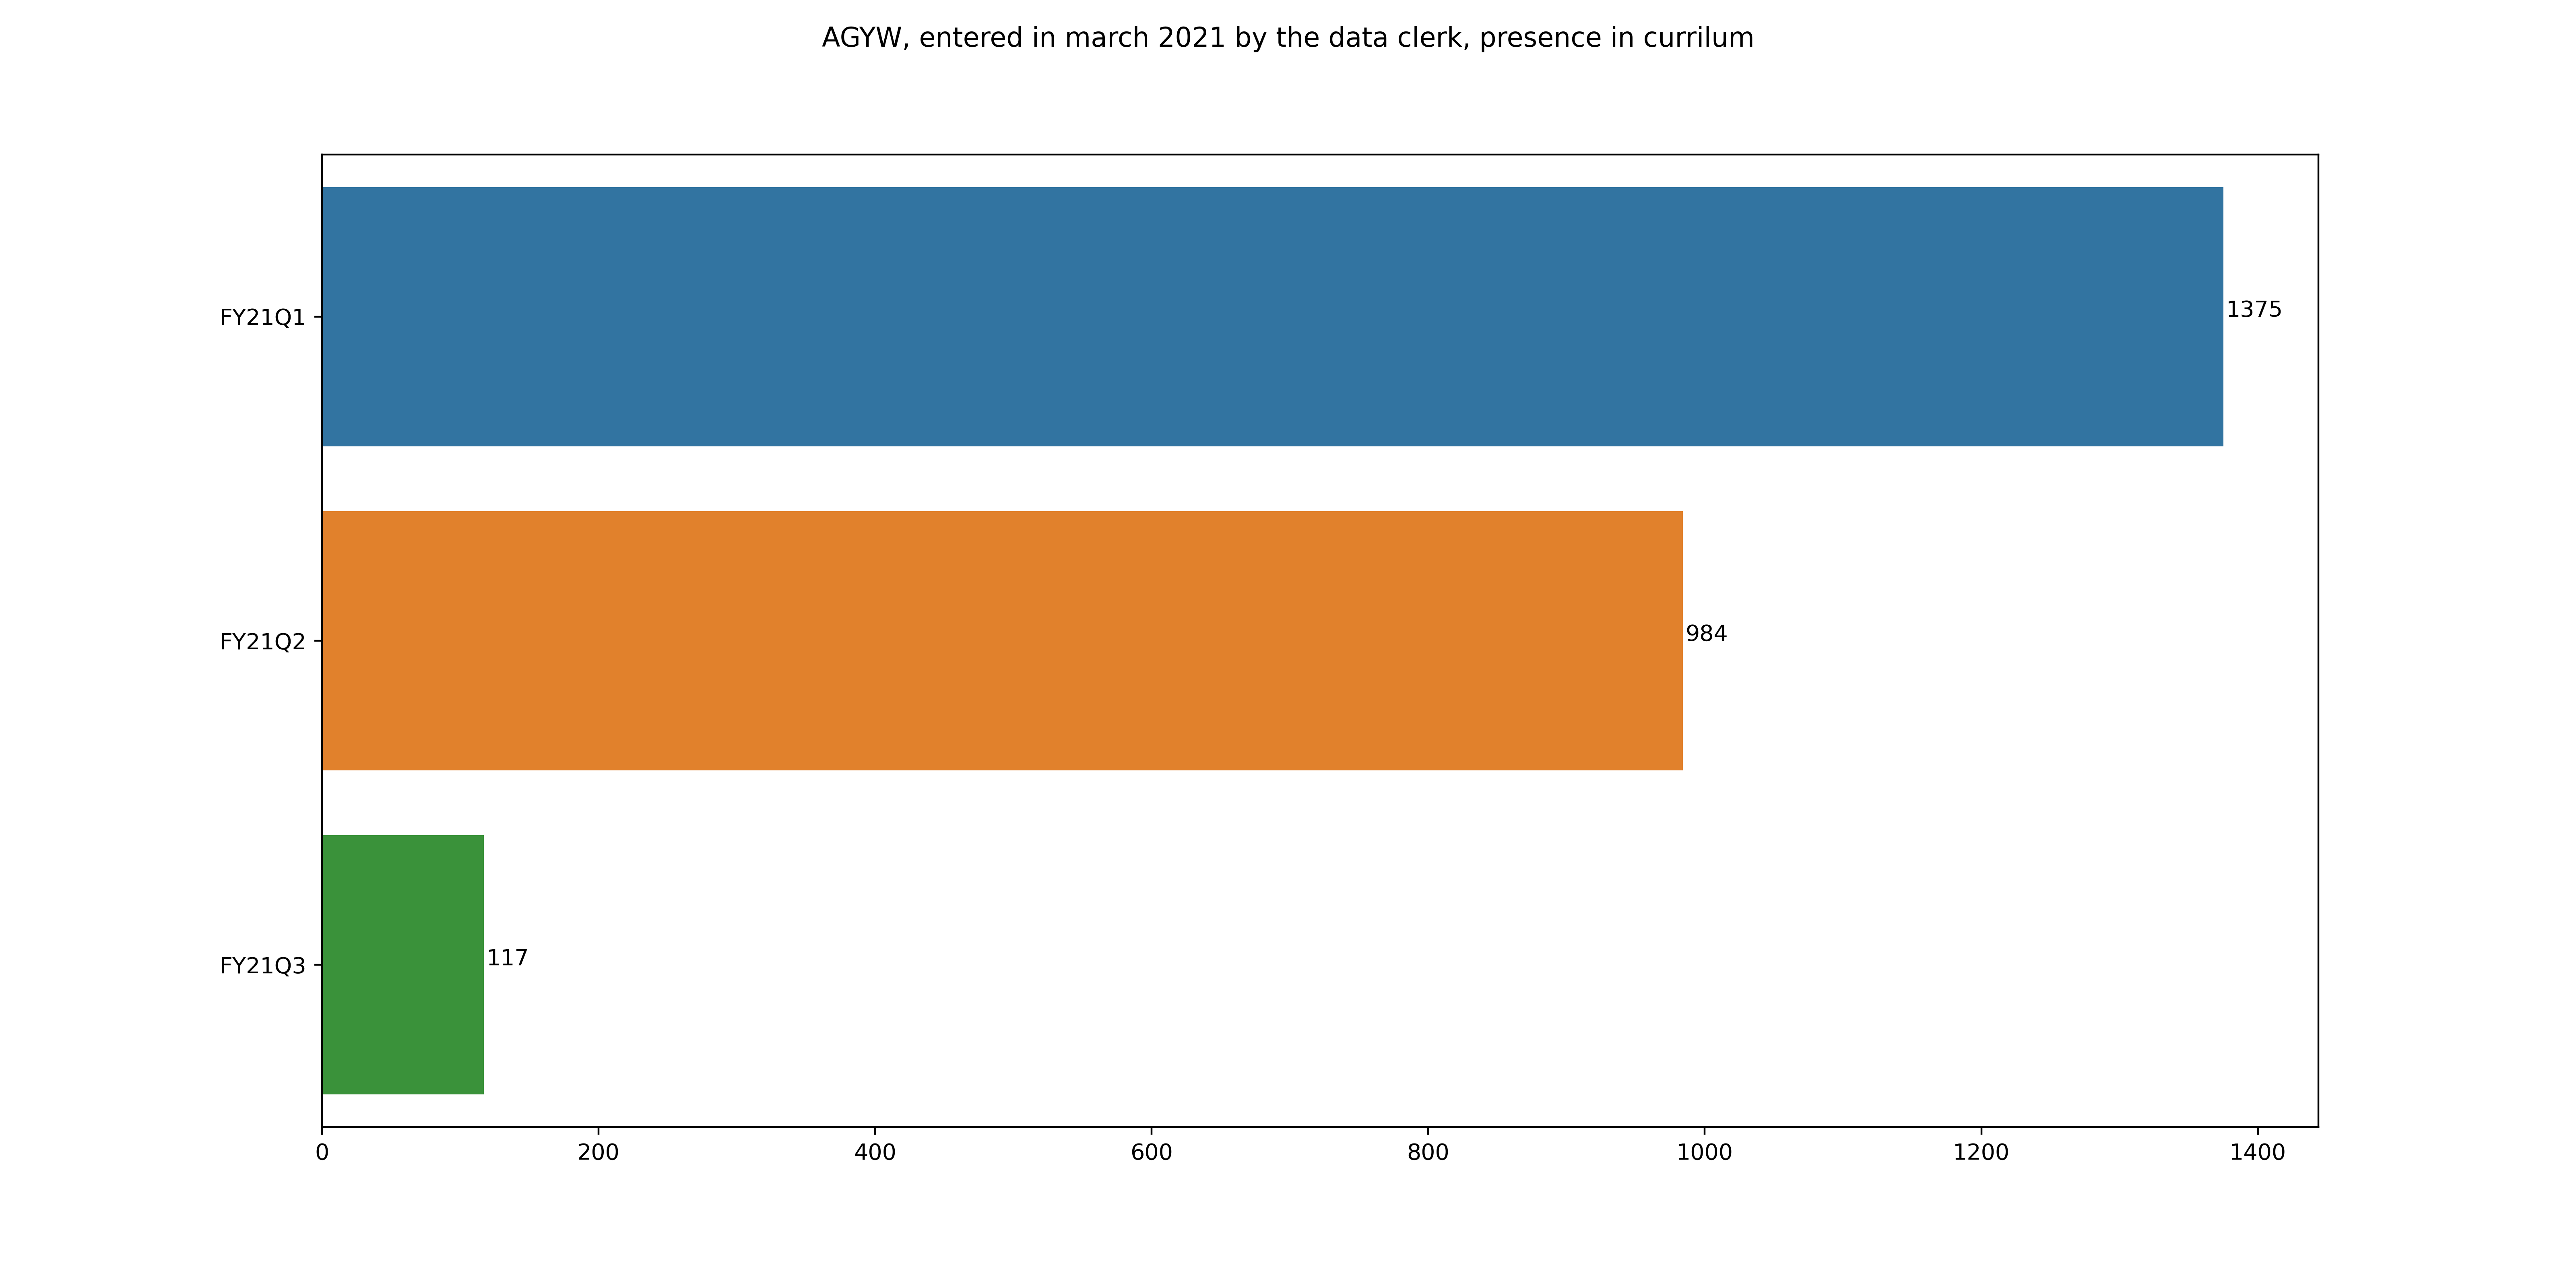 AGYW, entered in march 2021 by the data clerk, presence in currilum
FY21Q1
1375
FY21Q2
984
FY21Q3
117
0 200 400 600 800 1000 1200 1400